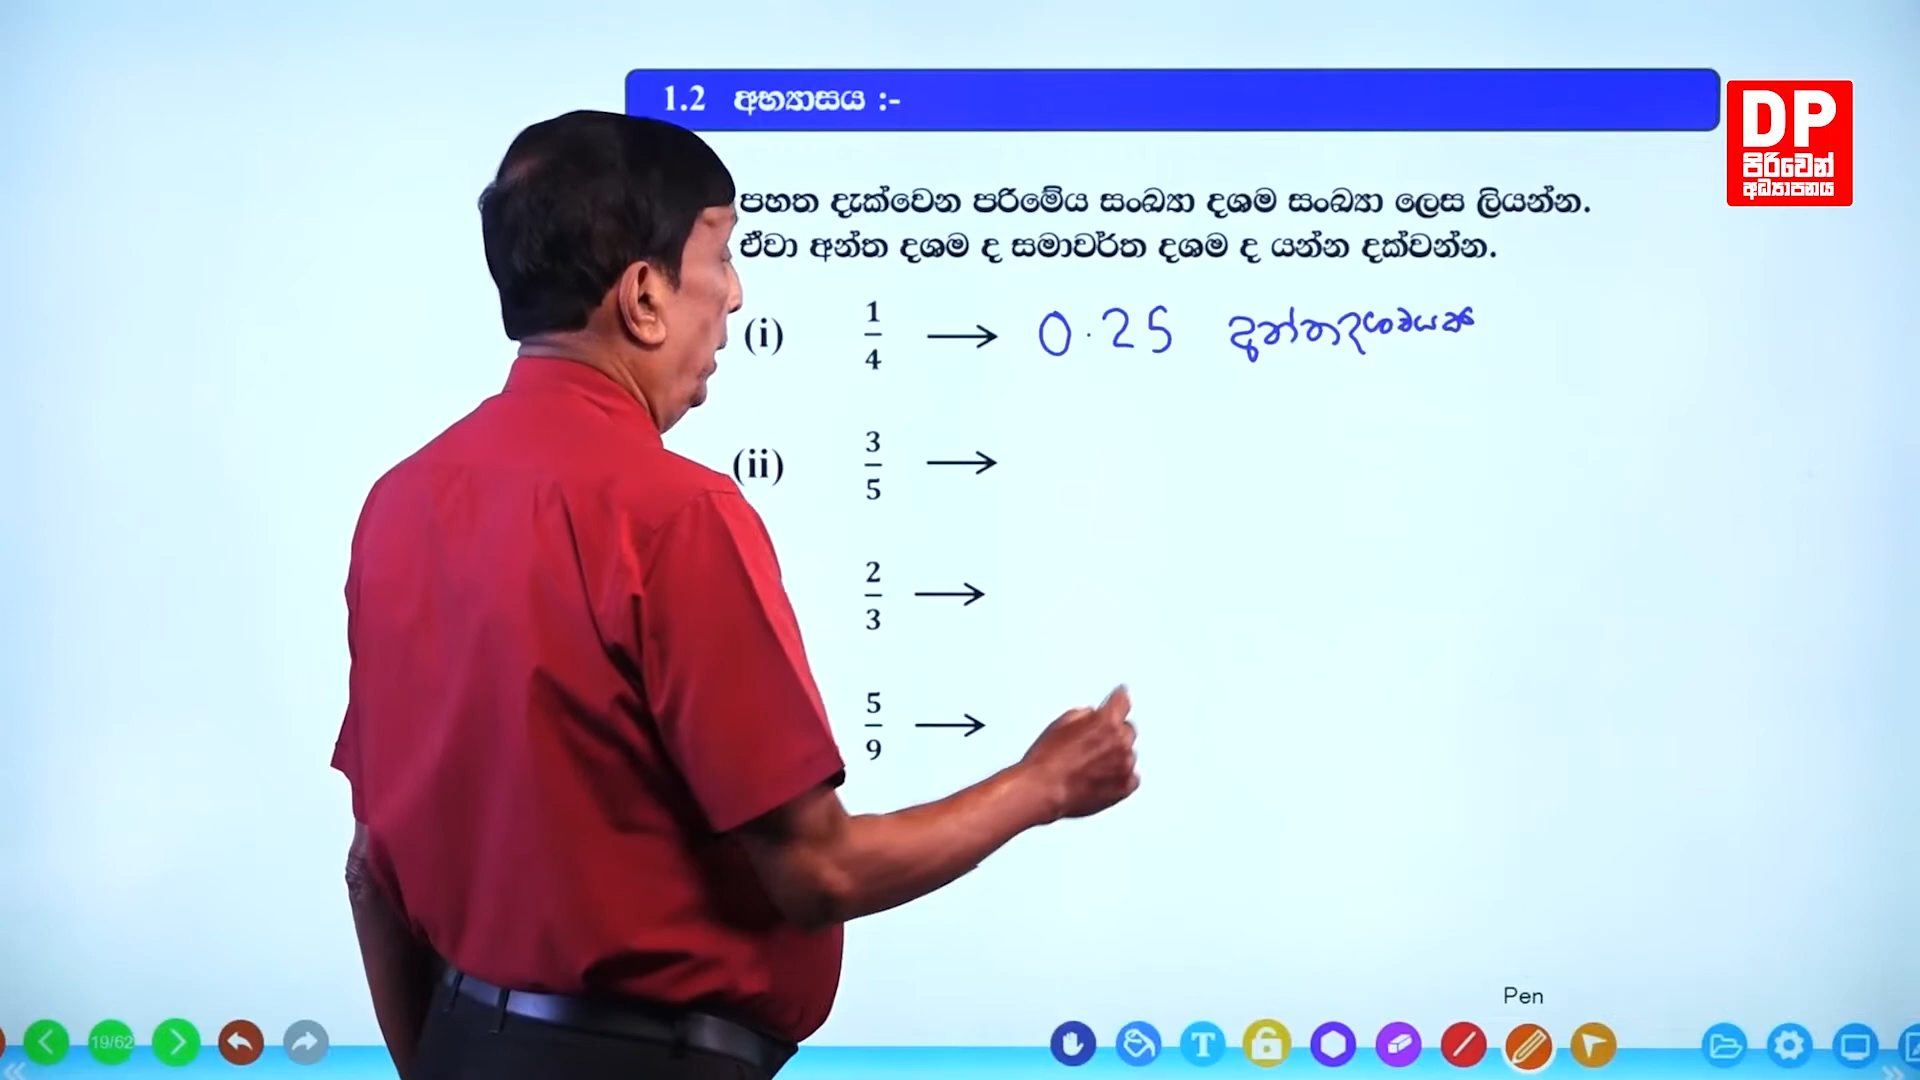 1.2 අභ්‍යාසය :-
DP
පිරිවෙන්
අධ්‍යාපනය
පහත දැක්වෙන පරිමේය සංඛ්‍යා දශම සංඛ්‍යා ලෙස ලියන්න.
ඒවා අන්ත දශම ද සමාවර්ත දශම ද යන්න දක්වන්න.
(i) 1/4 → 0.25 අන්තදශමයක්
(ii) 3/5 →
2/3 →
5/9 →
Pen
19/62
T